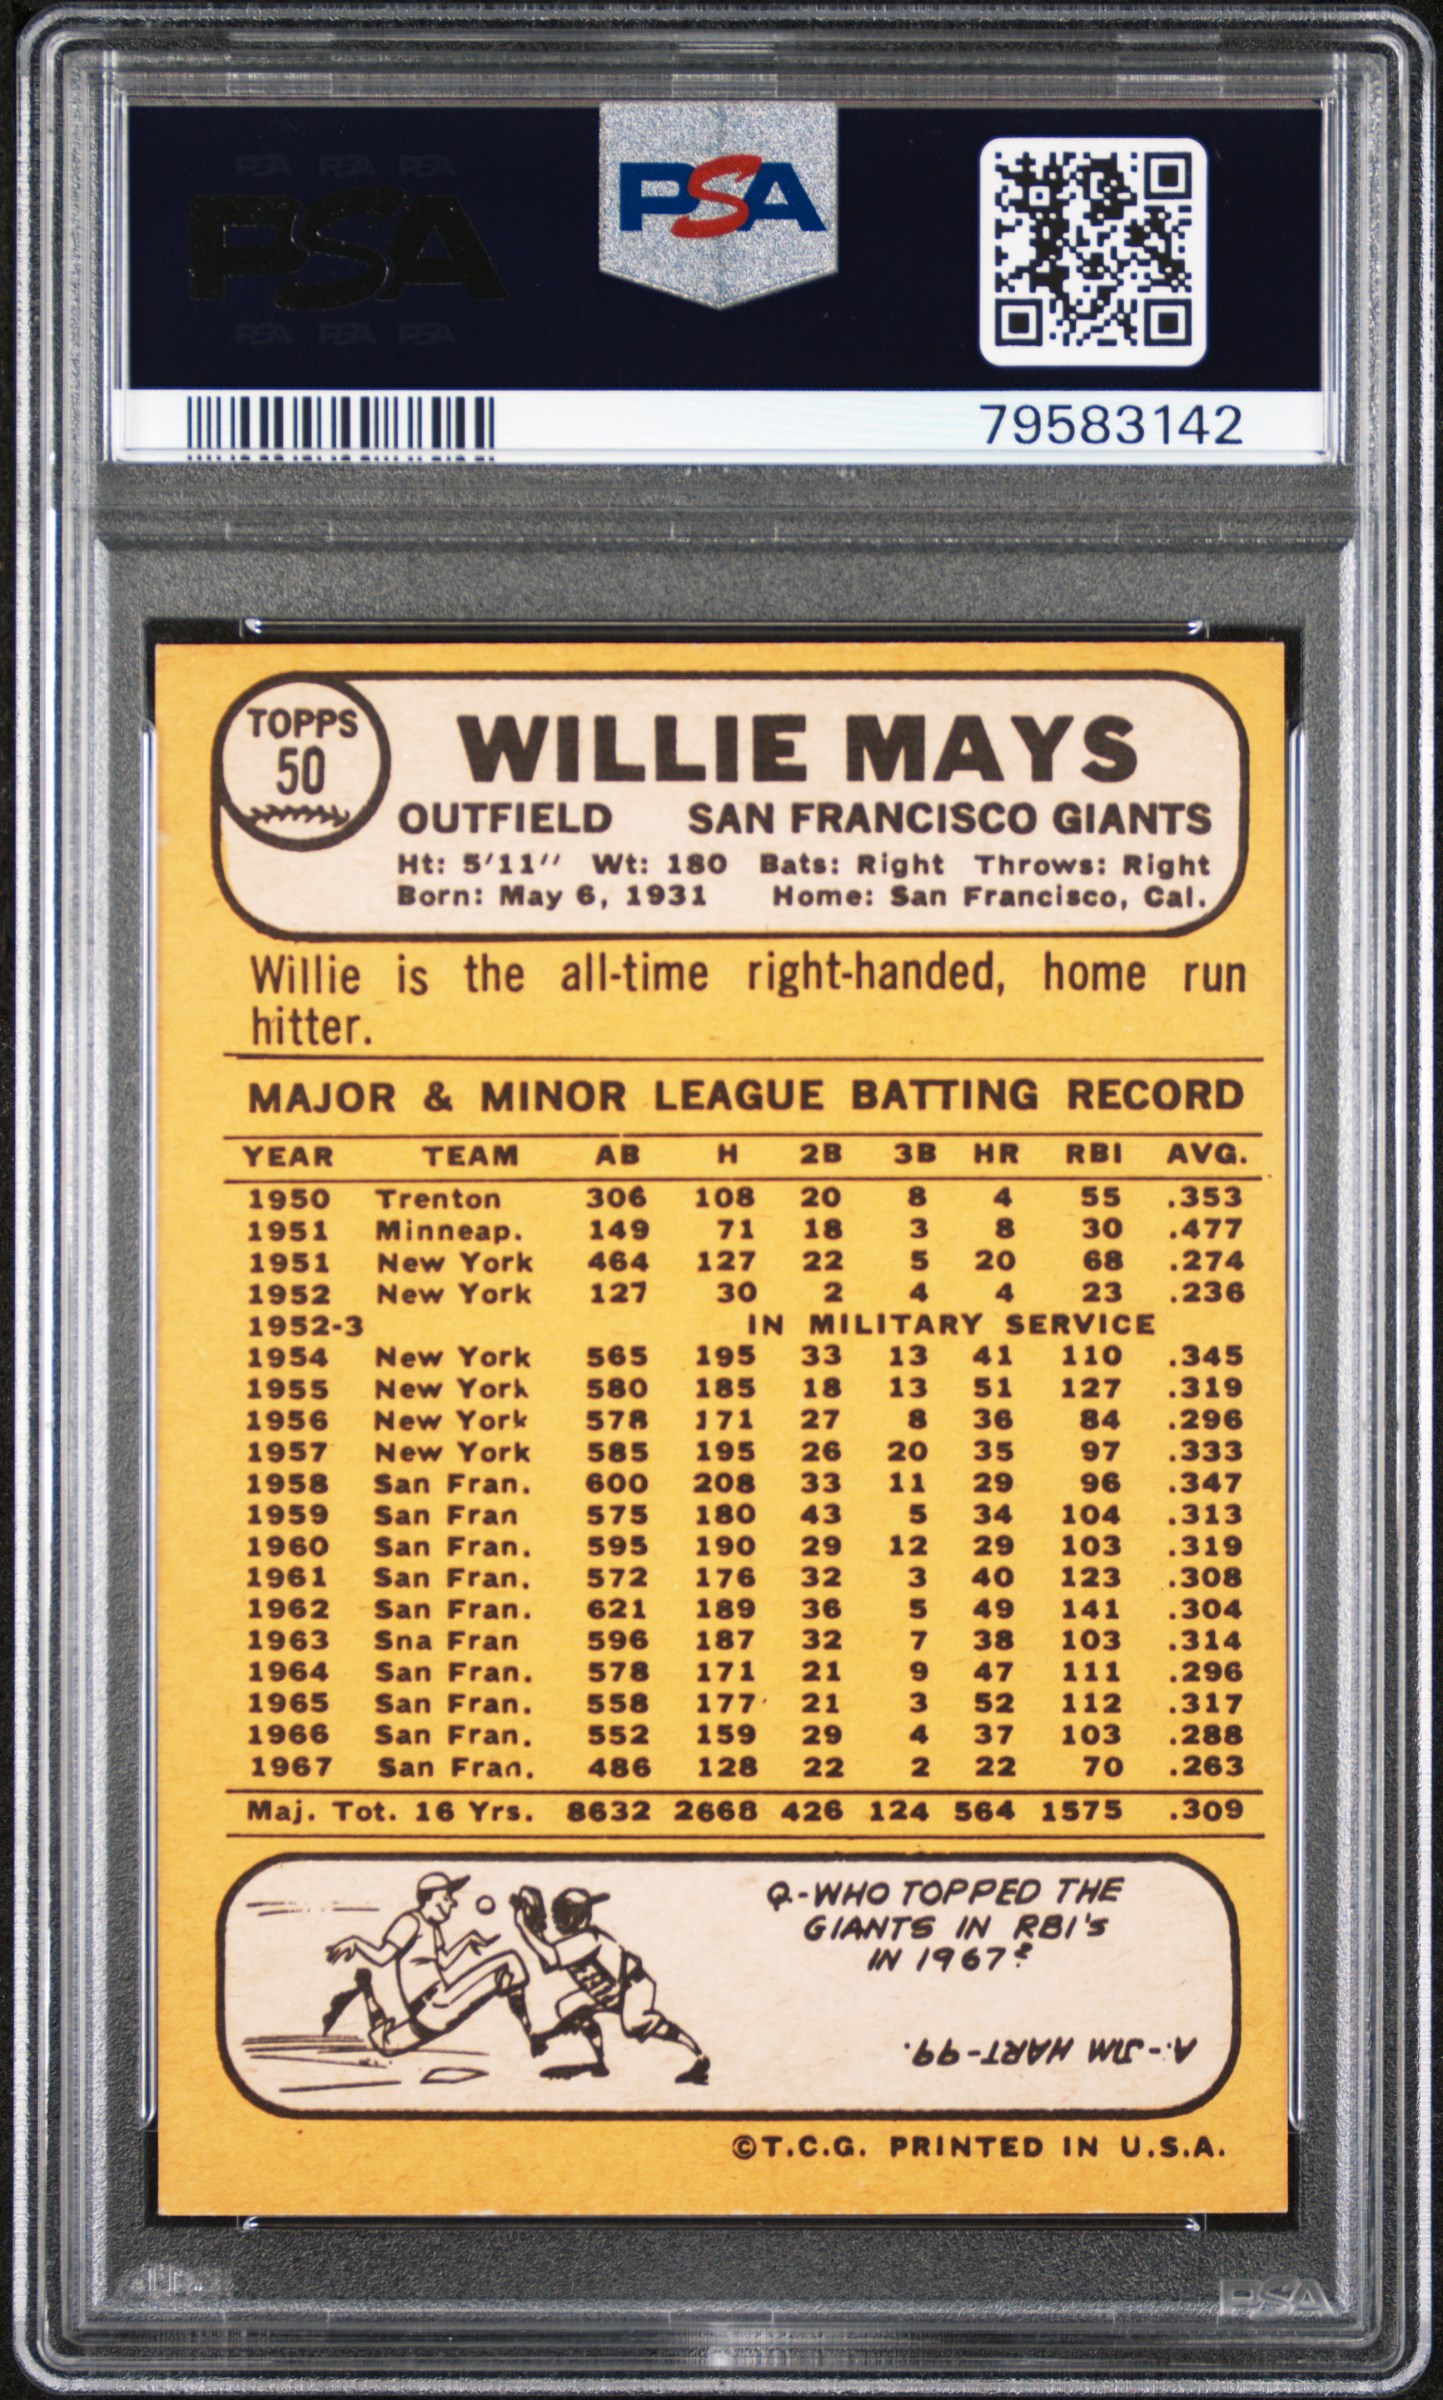 PSA PSA PSA
PSA
PSA PSA PSA
PSA
79583142
TOPPS
50
WILLIE MAYS
OUTFIELD SAN FRANCISCO GIANTS
Ht: 5'11" Wt: 180 Bats: Right Throws: Right
Born: May 6, 1931 Home: San Francisco, Cal.
Willie is the all-time right-handed, home run
hitter.
MAJOR & MINOR LEAGUE BATTING RECORD
YEAR TEAM AB H 2B 3B HR RBI AVG.
1950 Trenton 306 108 20 8 4 55 .353
1951 Minneap. 149 71 18 3 8 30 .477
1951 New York 464 127 22 5 20 68 .274
1952 New York 127 30 2 4 4 23 .236
1952-3 IN MILITARY SERVICE
1954 New York 565 195 33 13 41 110 .345
1955 New York 580 185 18 13 51 127 .319
1956 New York 578 171 27 8 36 84 .296
1957 New York 585 195 26 20 35 97 .333
1958 San Fran. 600 208 33 11 29 96 .347
1959 San Fran 575 180 43 5 34 104 .313
1960 San Fran. 595 190 29 12 29 103 .319
1961 San Fran. 572 176 32 3 40 123 .308
1962 San Fran. 621 189 36 5 49 141 .304
1963 Sna Fran 596 187 32 7 38 103 .314
1964 San Fran. 578 171 21 9 47 111 .296
1965 San Fran. 558 177 21 3 52 112 .317
1966 San Fran. 552 159 29 4 37 103 .288
1967 San Fran. 486 128 22 2 22 70 .263
Maj. Tot. 16 Yrs. 8632 2668 426 124 564 1575 .309
Q.-WHO TOPPED THE
GIANTS IN RBI'S
IN 1967?
A.-JIM HART-99.
©T.C.G. PRINTED IN U.S.A.
PSA